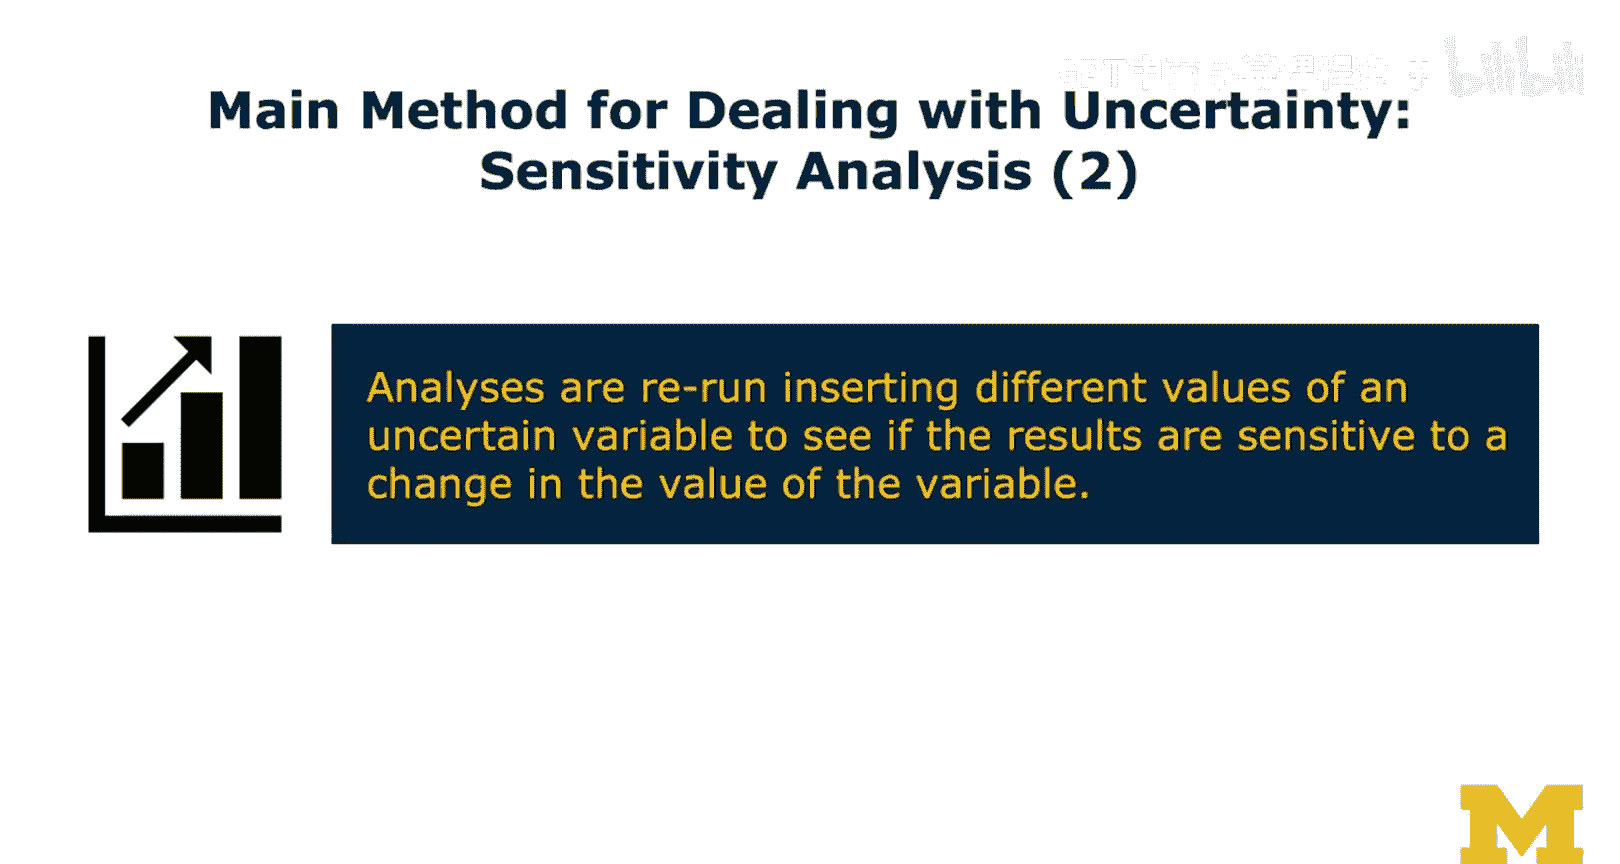 Main Method for Dealing with Uncertainty:
Sensitivity Analysis (2)
Analyses are re-run inserting different values of an
uncertain variable to see if the results are sensitive to a
change in the value of the variable.
bilibili
M